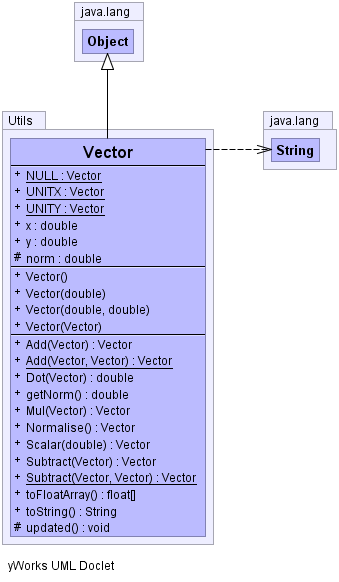 java.lang
Object
Utils
java.lang
Vector
String
+ NULL : Vector
+ UNITX : Vector
+ UNITY : Vector
+ x : double
+ y : double
# norm : double
+ Vector()
+ Vector(double)
+ Vector(double, double)
+ Vector(Vector)
+ Add(Vector) : Vector
+ Add(Vector, Vector) : Vector
+ Dot(Vector) : double
+ getNorm() : double
+ Mul(Vector) : Vector
+ Normalise() : Vector
+ Scalar(double) : Vector
+ Subtract(Vector) : Vector
+ Subtract(Vector, Vector) : Vector
+ toFloatArray() : float[]
+ toString() : String
# updated() : void
yWorks UML Doclet